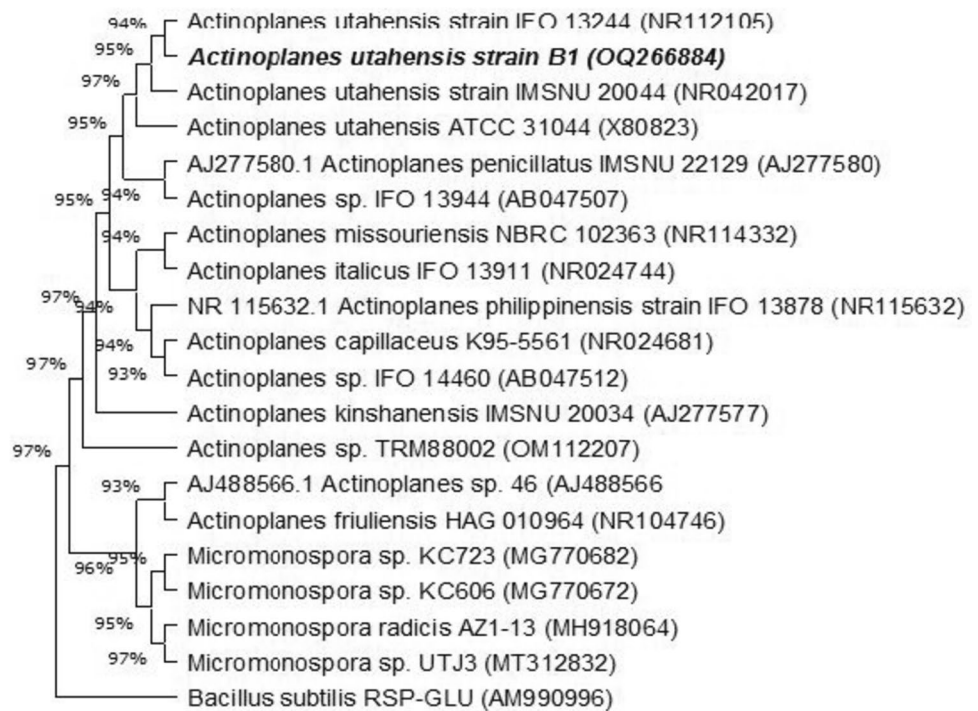 94%
Actinoplanes utahensis strain IFO 13244 (NR112105)
95%
Actinoplanes utahensis strain B1 (OQ266884)
97%
Actinoplanes utahensis strain IMSNU 20044 (NR042017)
95%
Actinoplanes utahensis ATCC 31044 (X80823)
AJ277580.1 Actinoplanes penicillatus IMSNU 22129 (AJ277580)
95%
94%
Actinoplanes sp. IFO 13944 (AB047507)
94%
Actinoplanes missouriensis NBRC 102363 (NR114332)
Actinoplanes italicus IFO 13911 (NR024744)
97%
94%
NR 115632.1 Actinoplanes philippinensis strain IFO 13878 (NR115632)
94%
Actinoplanes capillaceus K95-5561 (NR024681)
97%
93%
Actinoplanes sp. IFO 14460 (AB047512)
Actinoplanes kinshanensis IMSNU 20034 (AJ277577)
97%
Actinoplanes sp. TRM88002 (OM112207)
93%
AJ488566.1 Actinoplanes sp. 46 (AJ488566
Actinoplanes friuliensis HAG 010964 (NR104746)
96%
95%
Micromonospora sp. KC723 (MG770682)
Micromonospora sp. KC606 (MG770672)
95%
Micromonospora radicis AZ1-13 (MH918064)
97%
Micromonospora sp. UTJ3 (MT312832)
Bacillus subtilis RSP-GLU (AM990996)